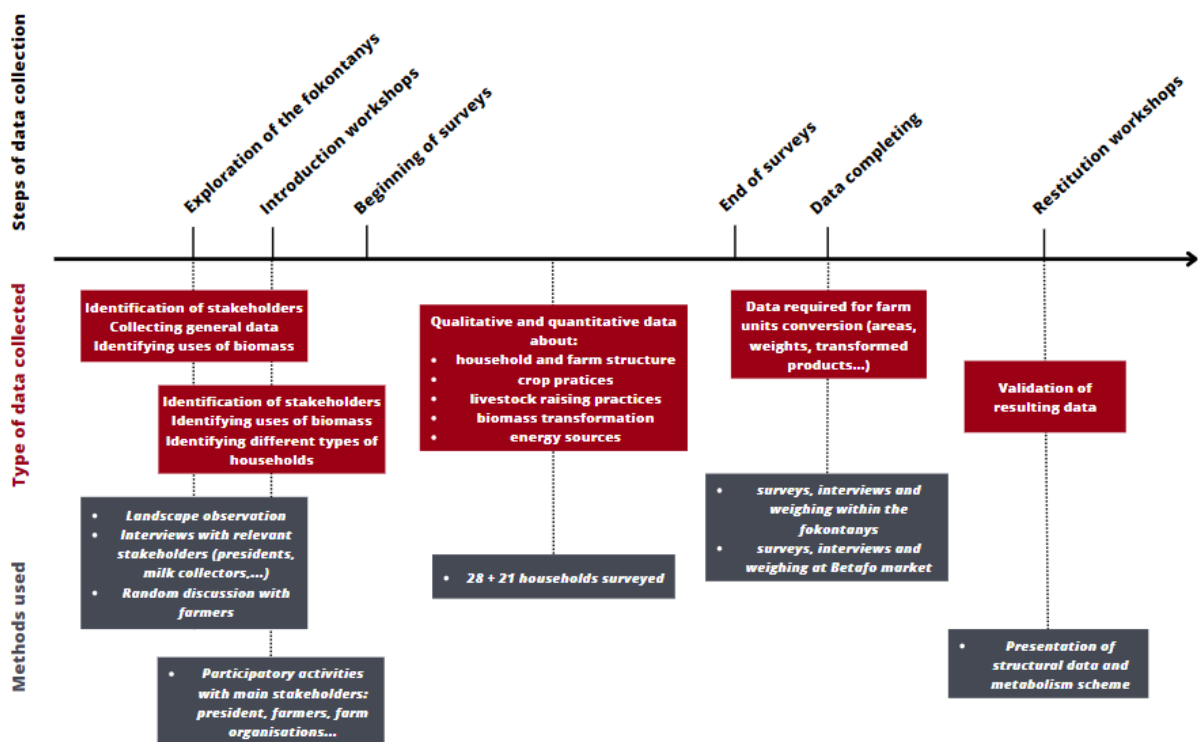 Steps of data collection
Exploration of the fokontanys
Introduction workshops
Beginning of surveys
End of surveys
Data completing
Restitution workshops
Type of data collected
Identification of stakeholders
Collecting general data
Identifying uses of biomass
Identification of stakeholders
Identifying uses of biomass
Identifying different types of
households
Qualitative and quantitative data
about:
• household and farm structure
• crop pratices
• livestock raising practices
• biomass transformation
• energy sources
Data required for farm
units conversion (areas,
weights, transformed
products...)
Validation of
resulting data
Methods used
• Landscape observation
• Interviews with relevant
stakeholders (presidents,
milk collectors,...)
• Random discussion with
farmers
• Participatory activities
with main stakeholders:
president, farmers, farm
organisations...
• 28 + 21 households surveyed
• surveys, interviews and
weighing within the
fokontanys
• surveys, interviews and
weighing at Betafo market
• Presentation of
structural data and
metabolism scheme